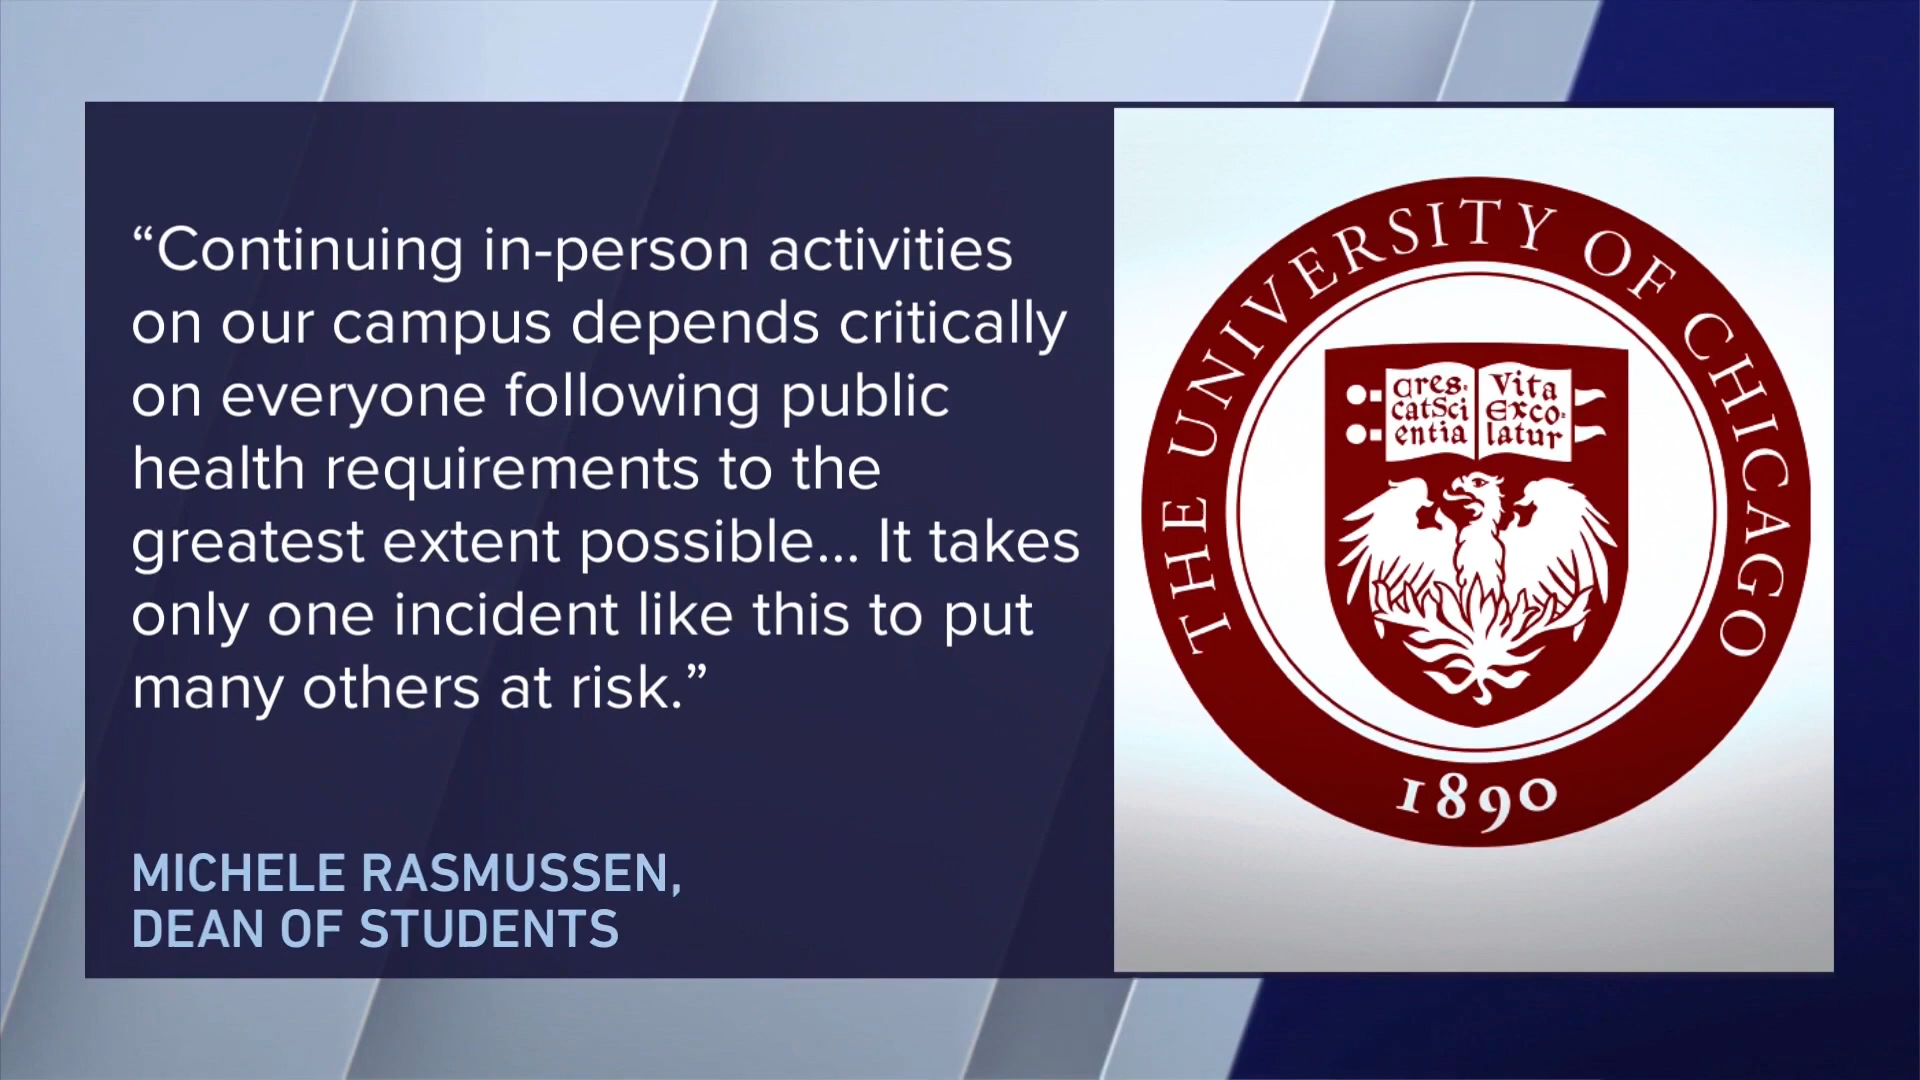 “Continuing in-person activities
on our campus depends critically
on everyone following public
health requirements to the
greatest extent possible... It takes
only one incident like this to put
many others at risk.”
MICHELE RASMUSSEN,
DEAN OF STUDENTS
THE UNIVERSITY OF CHICAGO
Cres·
catSci
entia
Vita
Exco·
latur
1890